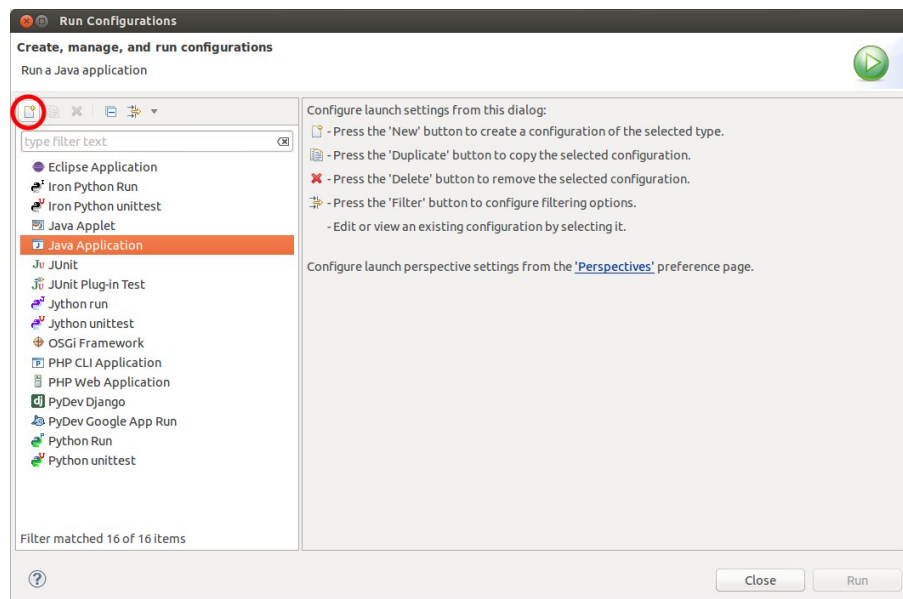 Run Configurations
Create, manage, and run configurations
Run a Java application
type filter text
Eclipse Application
Iron Python Run
Iron Python unittest
Java Applet
Java Application
Ju JUnit
JUnit Plug-in Test
Jython run
Jython unittest
OSGi Framework
PHP CLI Application
PHP Web Application
dj PyDev Django
PyDev Google App Run
Python Run
Python unittest
Filter matched 16 of 16 items
Configure launch settings from this dialog:
- Press the 'New' button to create a configuration of the selected type.
- Press the 'Duplicate' button to copy the selected configuration.
- Press the 'Delete' button to remove the selected configuration.
- Press the 'Filter' button to configure filtering options.
- Edit or view an existing configuration by selecting it.
Configure launch perspective settings from the 'Perspectives' preference page.
?
Close
Run